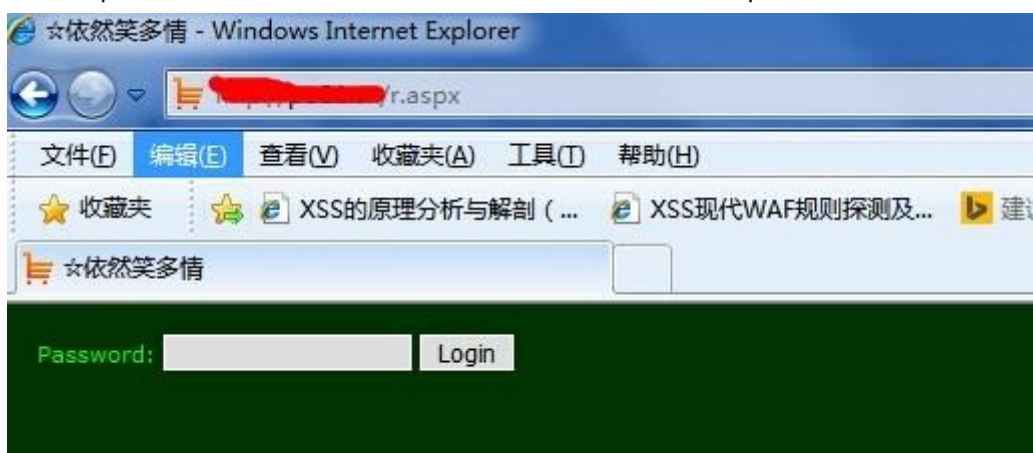 ☆依然笑多情 - Windows Internet Explorer
/r.aspx
文件(F) 编辑(E) 查看(V) 收藏夹(A) 工具(T) 帮助(H)
收藏夹 XSS的原理分析与解剖 ( ... XSS现代WAF规则探测及...
☆依然笑多情
Password: Login